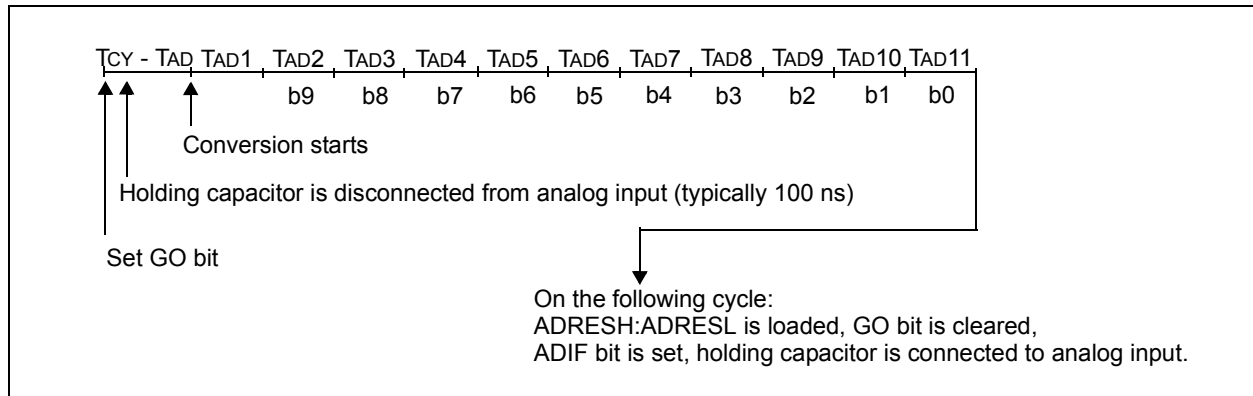 TCY - TAD TAD1 TAD2 TAD3 TAD4 TAD5 TAD6 TAD7 TAD8 TAD9 TAD10 TAD11
b9 b8 b7 b6 b5 b4 b3 b2 b1 b0
Conversion starts
Holding capacitor is disconnected from analog input (typically 100 ns)
Set GO bit
On the following cycle:
ADRESH:ADRESL is loaded, GO bit is cleared,
ADIF bit is set, holding capacitor is connected to analog input.